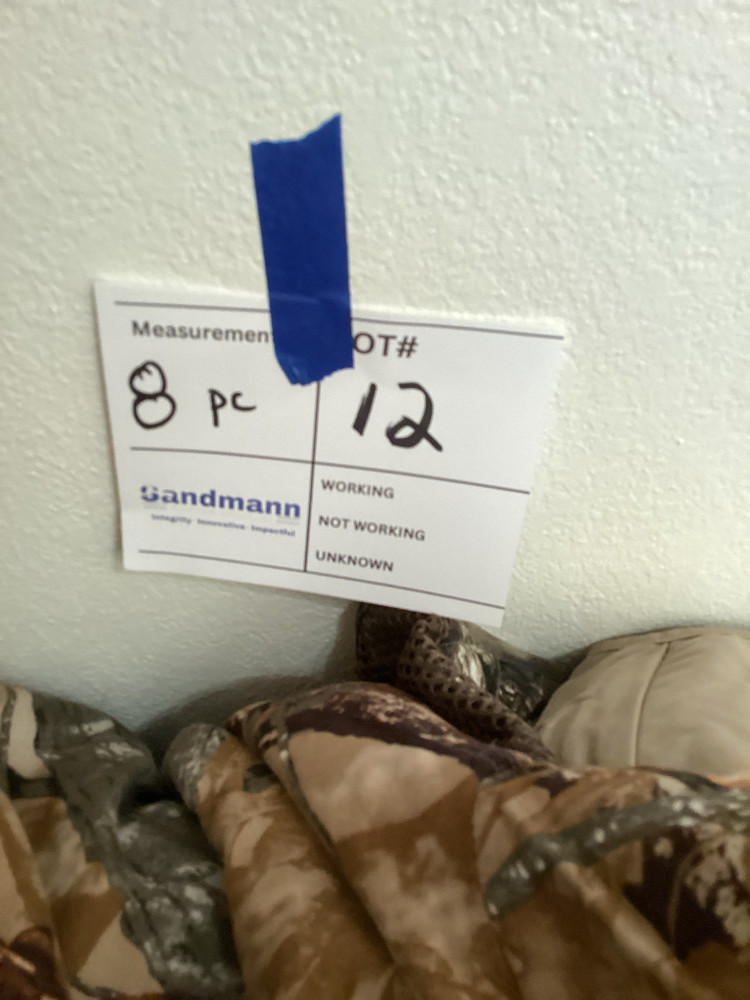 Measuremen
OT#
8 pc
12
Sandmann
Integrity · Innovative · Impactful
WORKING
NOT WORKING
UNKNOWN